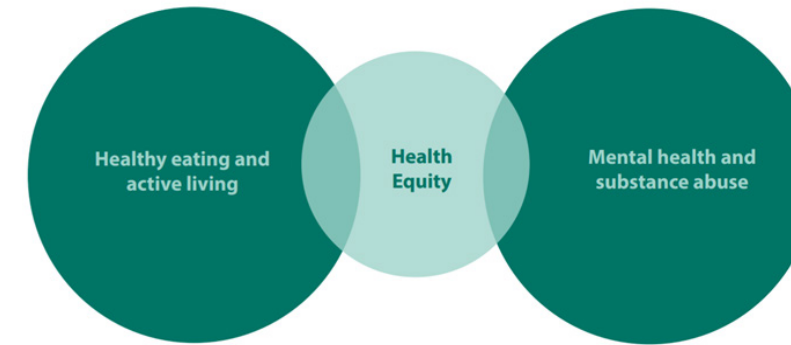 Healthy eating and
active living
Health
Equity
Mental health and
substance abuse